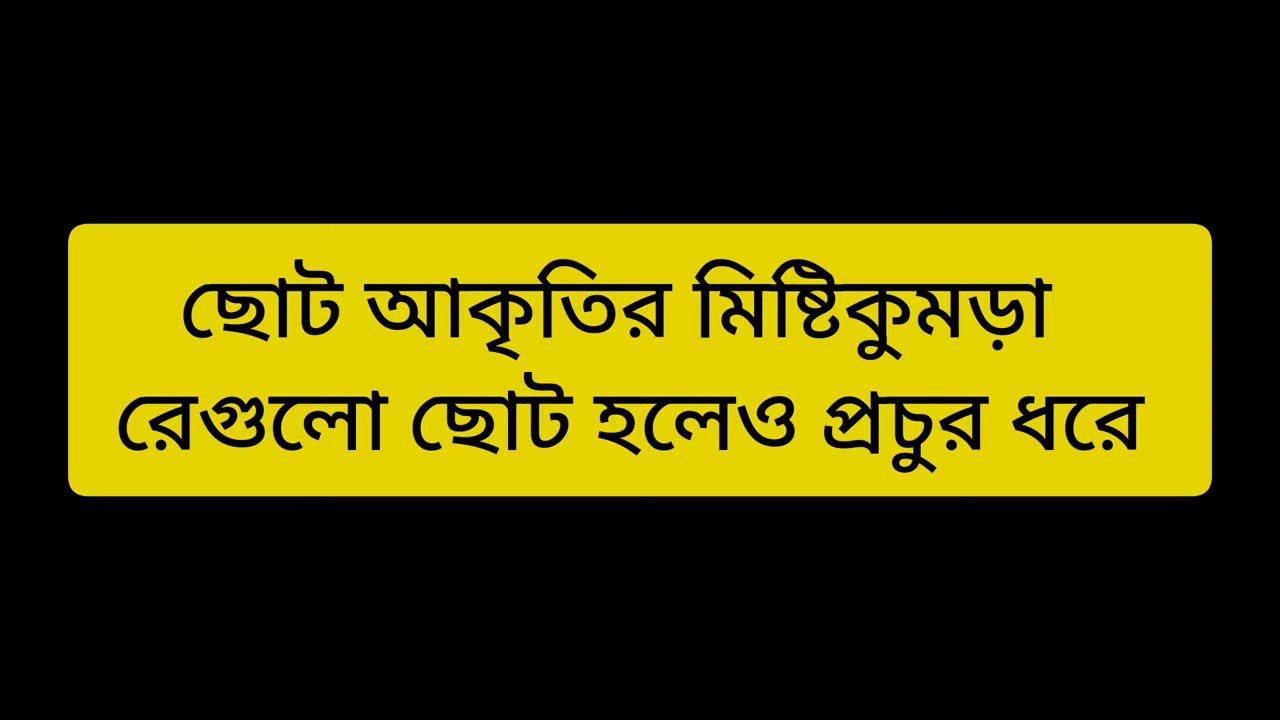 ছোট আকৃতির মিষ্টিকুমড়া
রেগুলো ছোট হলেও প্রচুর ধরে